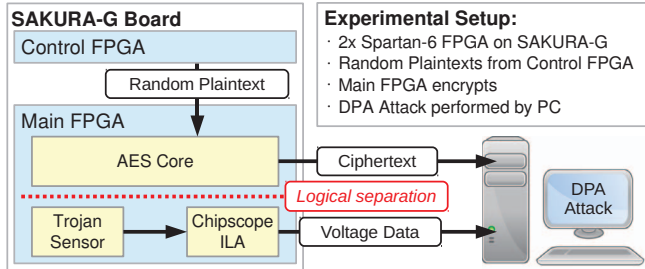 SAKURA-G Board
Control FPGA
Random Plaintext
Main FPGA
AES Core
Ciphertext
Logical separation
Trojan
Sensor
Chipscope
ILA
Voltage Data
Experimental Setup:
· 2x Spartan-6 FPGA on SAKURA-G
· Random Plaintexts from Control FPGA
· Main FPGA encrypts
· DPA Attack performed by PC
DPA
Attack